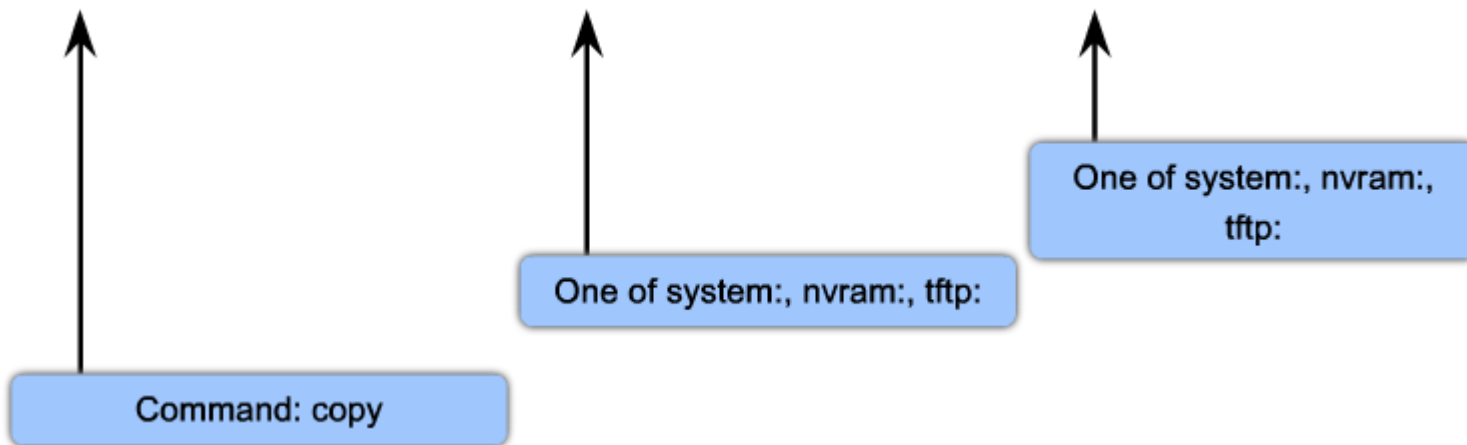 Command: copy
One of system:, nvram:, tftp:
One of system:, nvram:,
tftp: